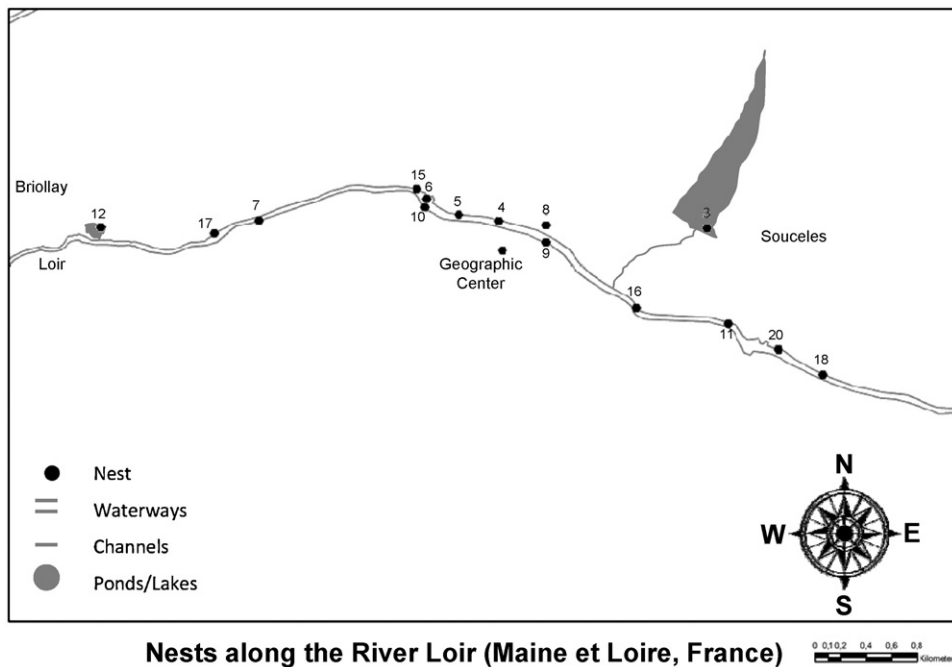 15
6
Briollay
3
12
17
7
10
5
4
8
Souceles
Loir
Geographic
Center
9
16
11
20
18
Nest
Waterways
Channels
Ponds/Lakes
N
W
E
S
Nests along the River Loir (Maine et Loire, France)
0 0,10,2 0,4 0,6 0,8